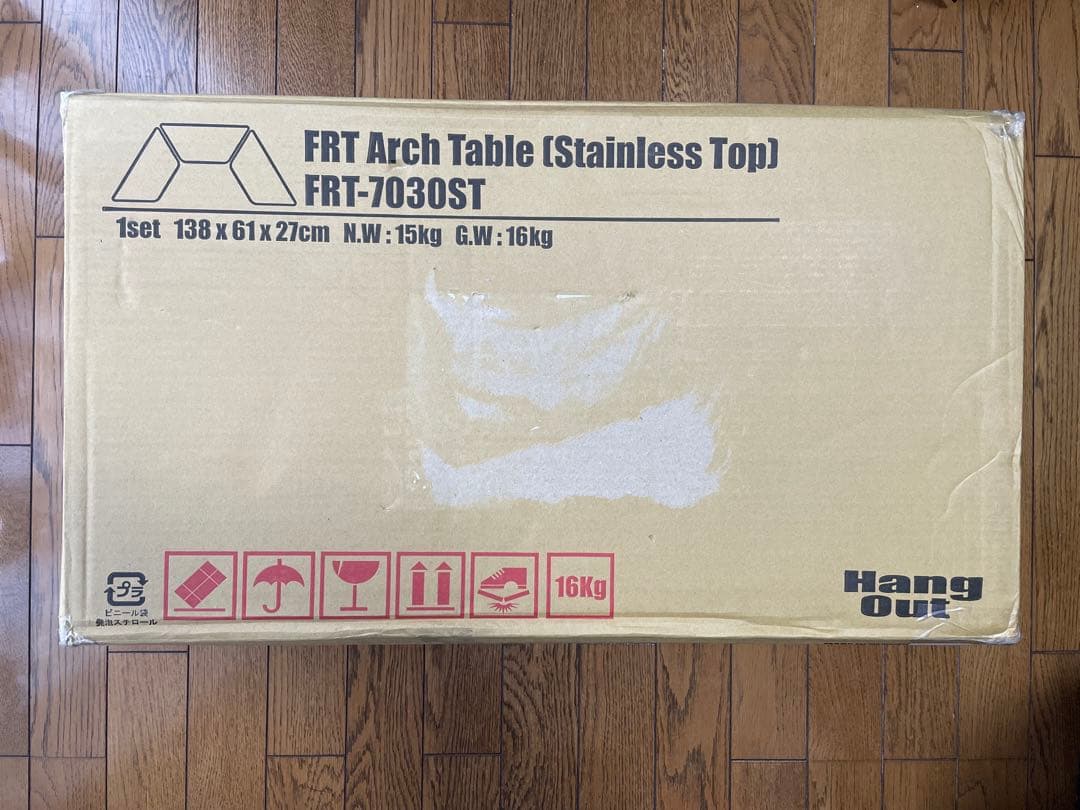 FRT Arch Table (Stainless Top)
FRT-7030ST
1set 138 x 61 x 27cm N.W : 15kg G.W : 16kg
プラ
ビニール袋
発泡スチロール
16Kg
Hang
Out